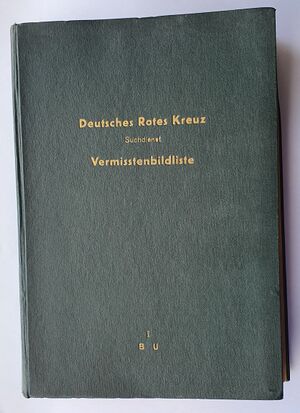 Deutsches Rotes Kreuz
Suchdienst
Vermisstenbildliste
I
B U